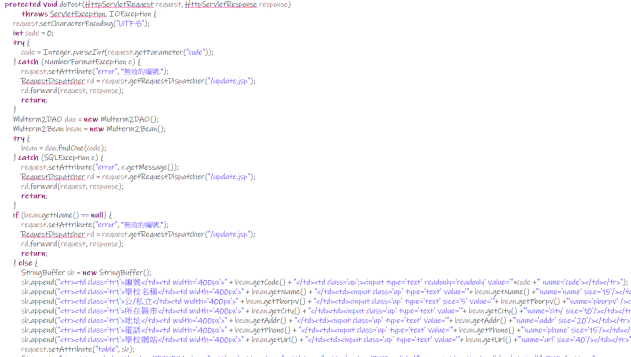 protected void doPost(HttpServletRequest request, HttpServletResponse response)
throws ServletException, IOException {
request.setCharacterEncoding("UTF-8");
int code = 0;
try {
code = Integer.parseInt(request.getParameter("code"));
} catch (NumberFormatException e) {
request.setAttribute("error", "無效的編號.");
RequestDispatcher rd = request.getRequestDispatcher("/update.jsp");
rd.forward(request, response);
return;
}
Midterm2DAO dao = new Midterm2DAO();
Midterm2Bean bean = new Midterm2Bean();
try {
bean = dao.findOne(code);
} catch (SQLException e) {
request.setAttribute("error", e.getMessage());
RequestDispatcher rd = request.getRequestDispatcher("/update.jsp");
rd.forward(request, response);
return;
}
if (bean.getName() == null) {
request.setAttribute("error", "無效的編號.");
RequestDispatcher rd = request.getRequestDispatcher("/update.jsp");
rd.forward(request, response);
return;
} else {
StringBuffer sb = new StringBuffer();
sb.append("<tr><td class='trt'>編號</td><td width='400px'>" + bean.getCode() + "</td><td class='up';><input type='text' readonly='readonly' value='"+code +"' name='code'></td></tr>");
sb.append("<tr><td class='trt'>學校名稱</td><td width='400px'>" + bean.getName() + "</td><td><input class='up' type='text' value='"+ bean.getName() +"'name='name' size='15'/></td>
sb.append("<tr><td class='trt'>公/私立</td><td width='400px'>" + bean.getPborpv() + "</td><td><input class='up' type='text' size='5' value='"+ bean.getPborpv() +"'name='pborpv' /></
sb.append("<tr><td class='trt'>所在縣市</td><td width='400px'>" + bean.getCity() + "</td><td><input class='up' type='text' value='"+ bean.getCity() +"'name='city' size='10'/></td></tr
sb.append("<tr><td class='trt'>地址</td><td width='400px'>" + bean.getAddr() + "</td><td><input class='up' type='text' value='"+ bean.getAddr() +"'name='addr' size='20'/></td></tr>
sb.append("<tr><td class='trt'>電話</td><td width='400px'>" + bean.getPhone() + "</td><td><input class='up' type='text' value='"+ bean.getPhone() +"'name='phone' size='15'/></td></
sb.append("<tr><td class='trt'>學校網站</td><td width='400px'>" + bean.getUrl() + "</td><td><input class='up' type='text' value='"+ bean.getUrl() +"'name='url' size='40'/></td></tr>
request.setAttribute("table", sb);